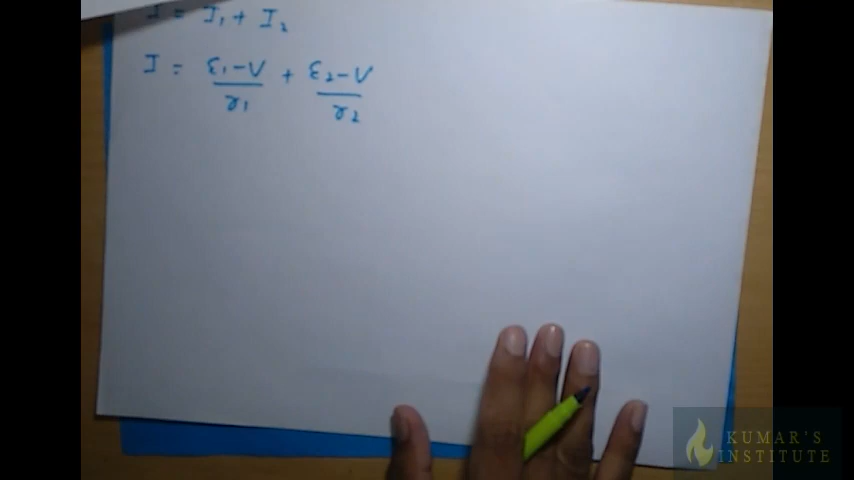 I = I₁ + I₂
I = ε₁-V/r₁ + ε₂-V/r₂
KUMAR'S
INSTITUTE